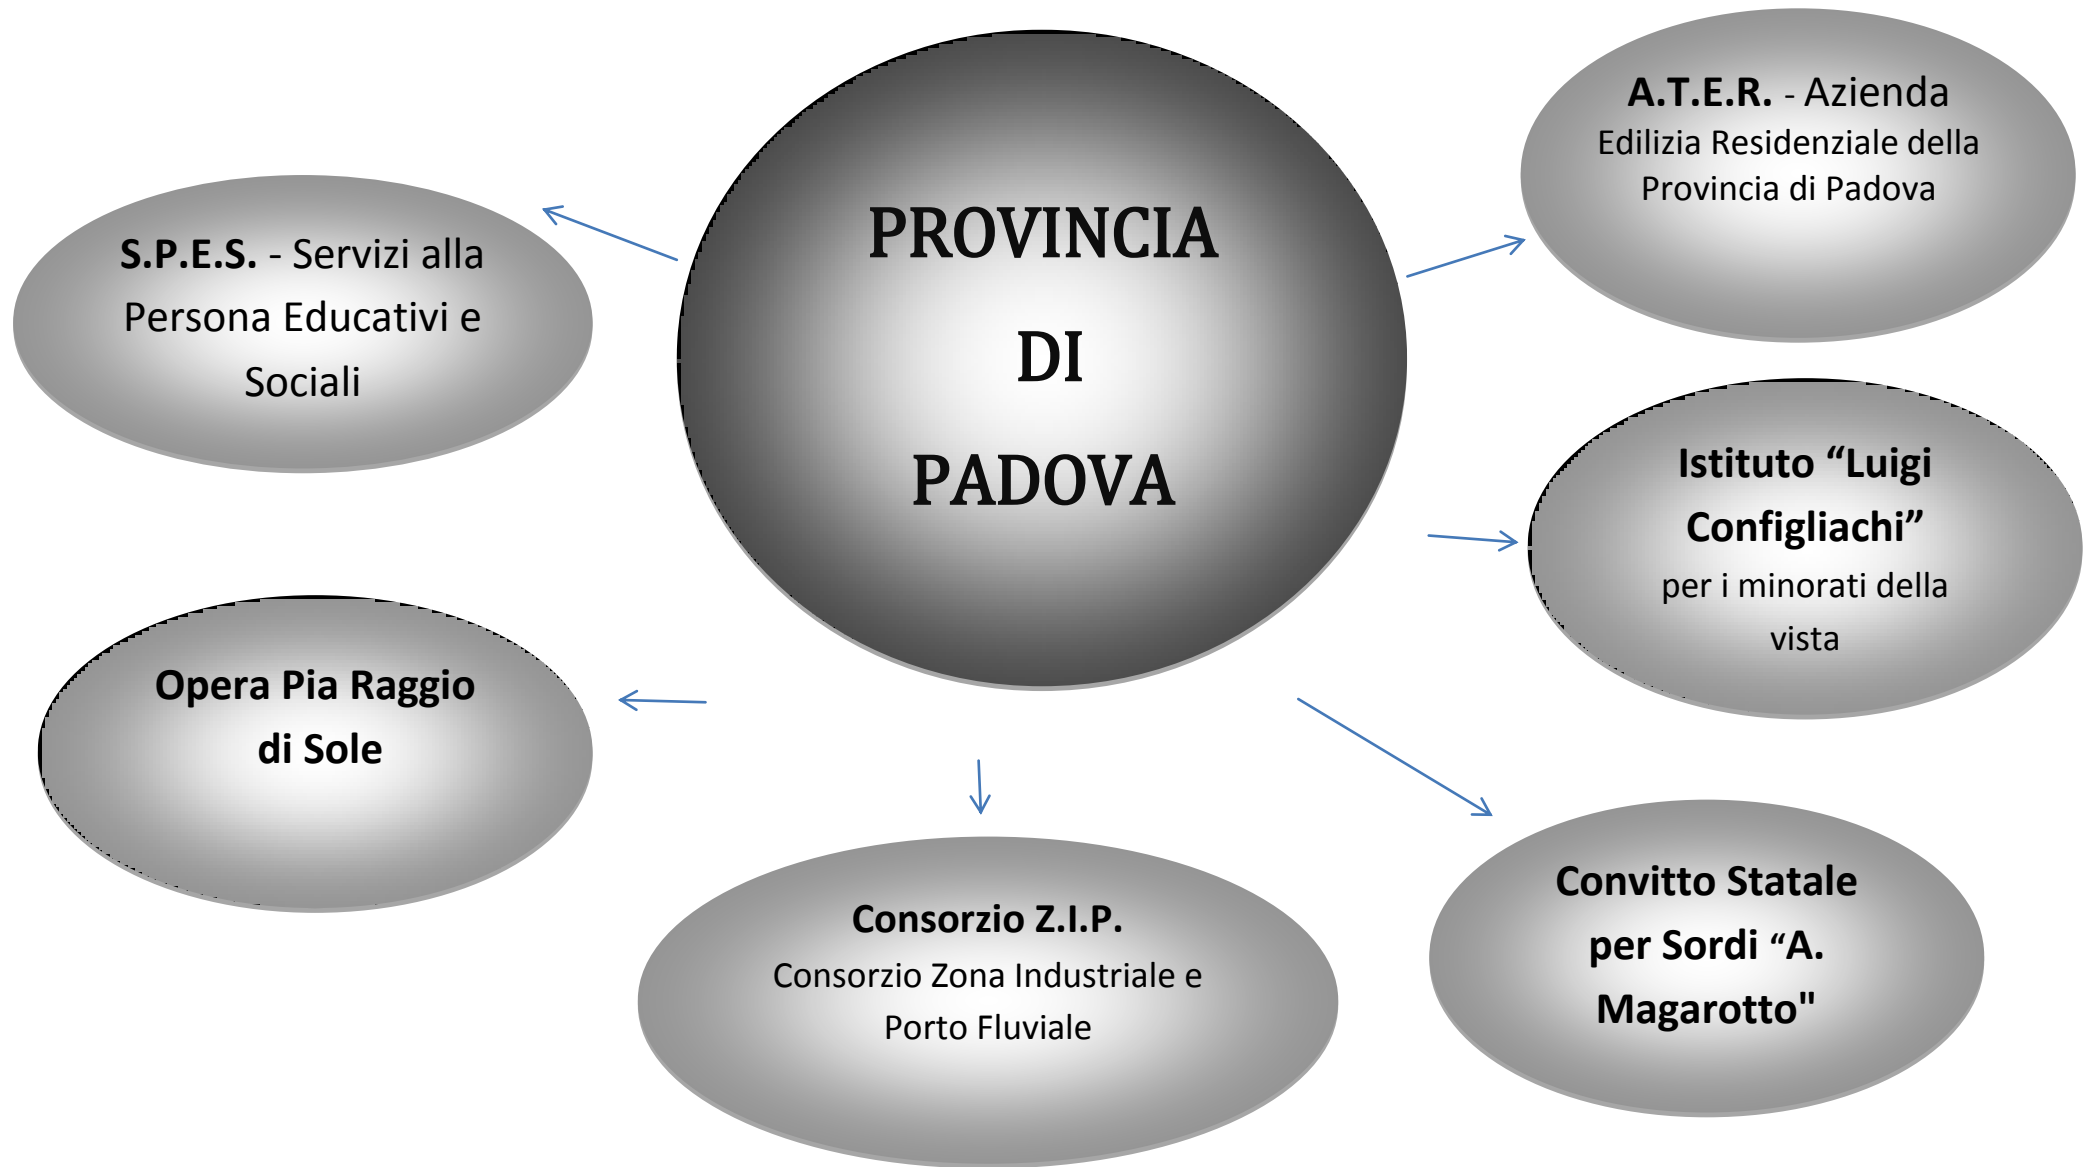 PROVINCIA
DI
PADOVA
A.T.E.R. - Azienda
Edilizia Residenziale della
Provincia di Padova
S.P.E.S. - Servizi alla
Persona Educativi e
Sociali
Istituto “Luigi
Configliachi”
per i minorati della
vista
Opera Pia Raggio
di Sole
Consorzio Z.I.P.
Consorzio Zona Industriale e
Porto Fluviale
Convitto Statale
per Sordi “A.
Magarotto"